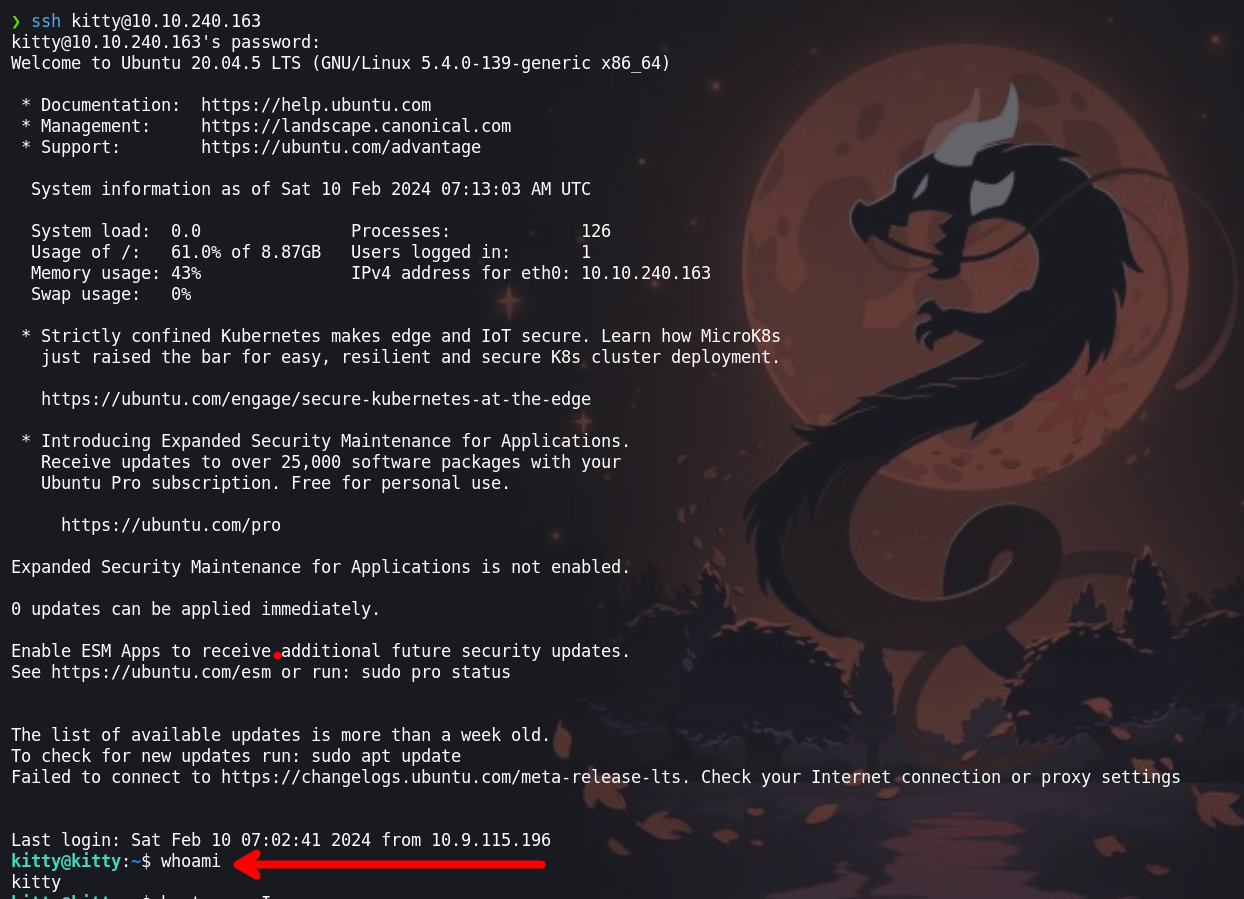 ❯ ssh kitty@10.10.240.163
kitty@10.10.240.163's password:
Welcome to Ubuntu 20.04.5 LTS (GNU/Linux 5.4.0-139-generic x86_64)
* Documentation:  https://help.ubuntu.com
* Management:     https://landscape.canonical.com
* Support:        https://ubuntu.com/advantage
System information as of Sat 10 Feb 2024 07:13:03 AM UTC
System load:  0.0               Processes:             126
Usage of /:   61.0% of 8.87GB   Users logged in:       1
Memory usage: 43%               IPv4 address for eth0: 10.10.240.163
Swap usage:   0%
* Strictly confined Kubernetes makes edge and IoT secure. Learn how MicroK8s
just raised the bar for easy, resilient and secure K8s cluster deployment.
https://ubuntu.com/engage/secure-kubernetes-at-the-edge
* Introducing Expanded Security Maintenance for Applications.
Receive updates to over 25,000 software packages with your
Ubuntu Pro subscription. Free for personal use.
https://ubuntu.com/pro
Expanded Security Maintenance for Applications is not enabled.
0 updates can be applied immediately.
Enable ESM Apps to receive additional future security updates.
See https://ubuntu.com/esm or run: sudo pro status
The list of available updates is more than a week old.
To check for new updates run: sudo apt update
Failed to connect to https://changelogs.ubuntu.com/meta-release-lts. Check your Internet connection or proxy settings
Last login: Sat Feb 10 07:02:41 2024 from 10.9.115.196
kitty@kitty:~$ whoami
kitty